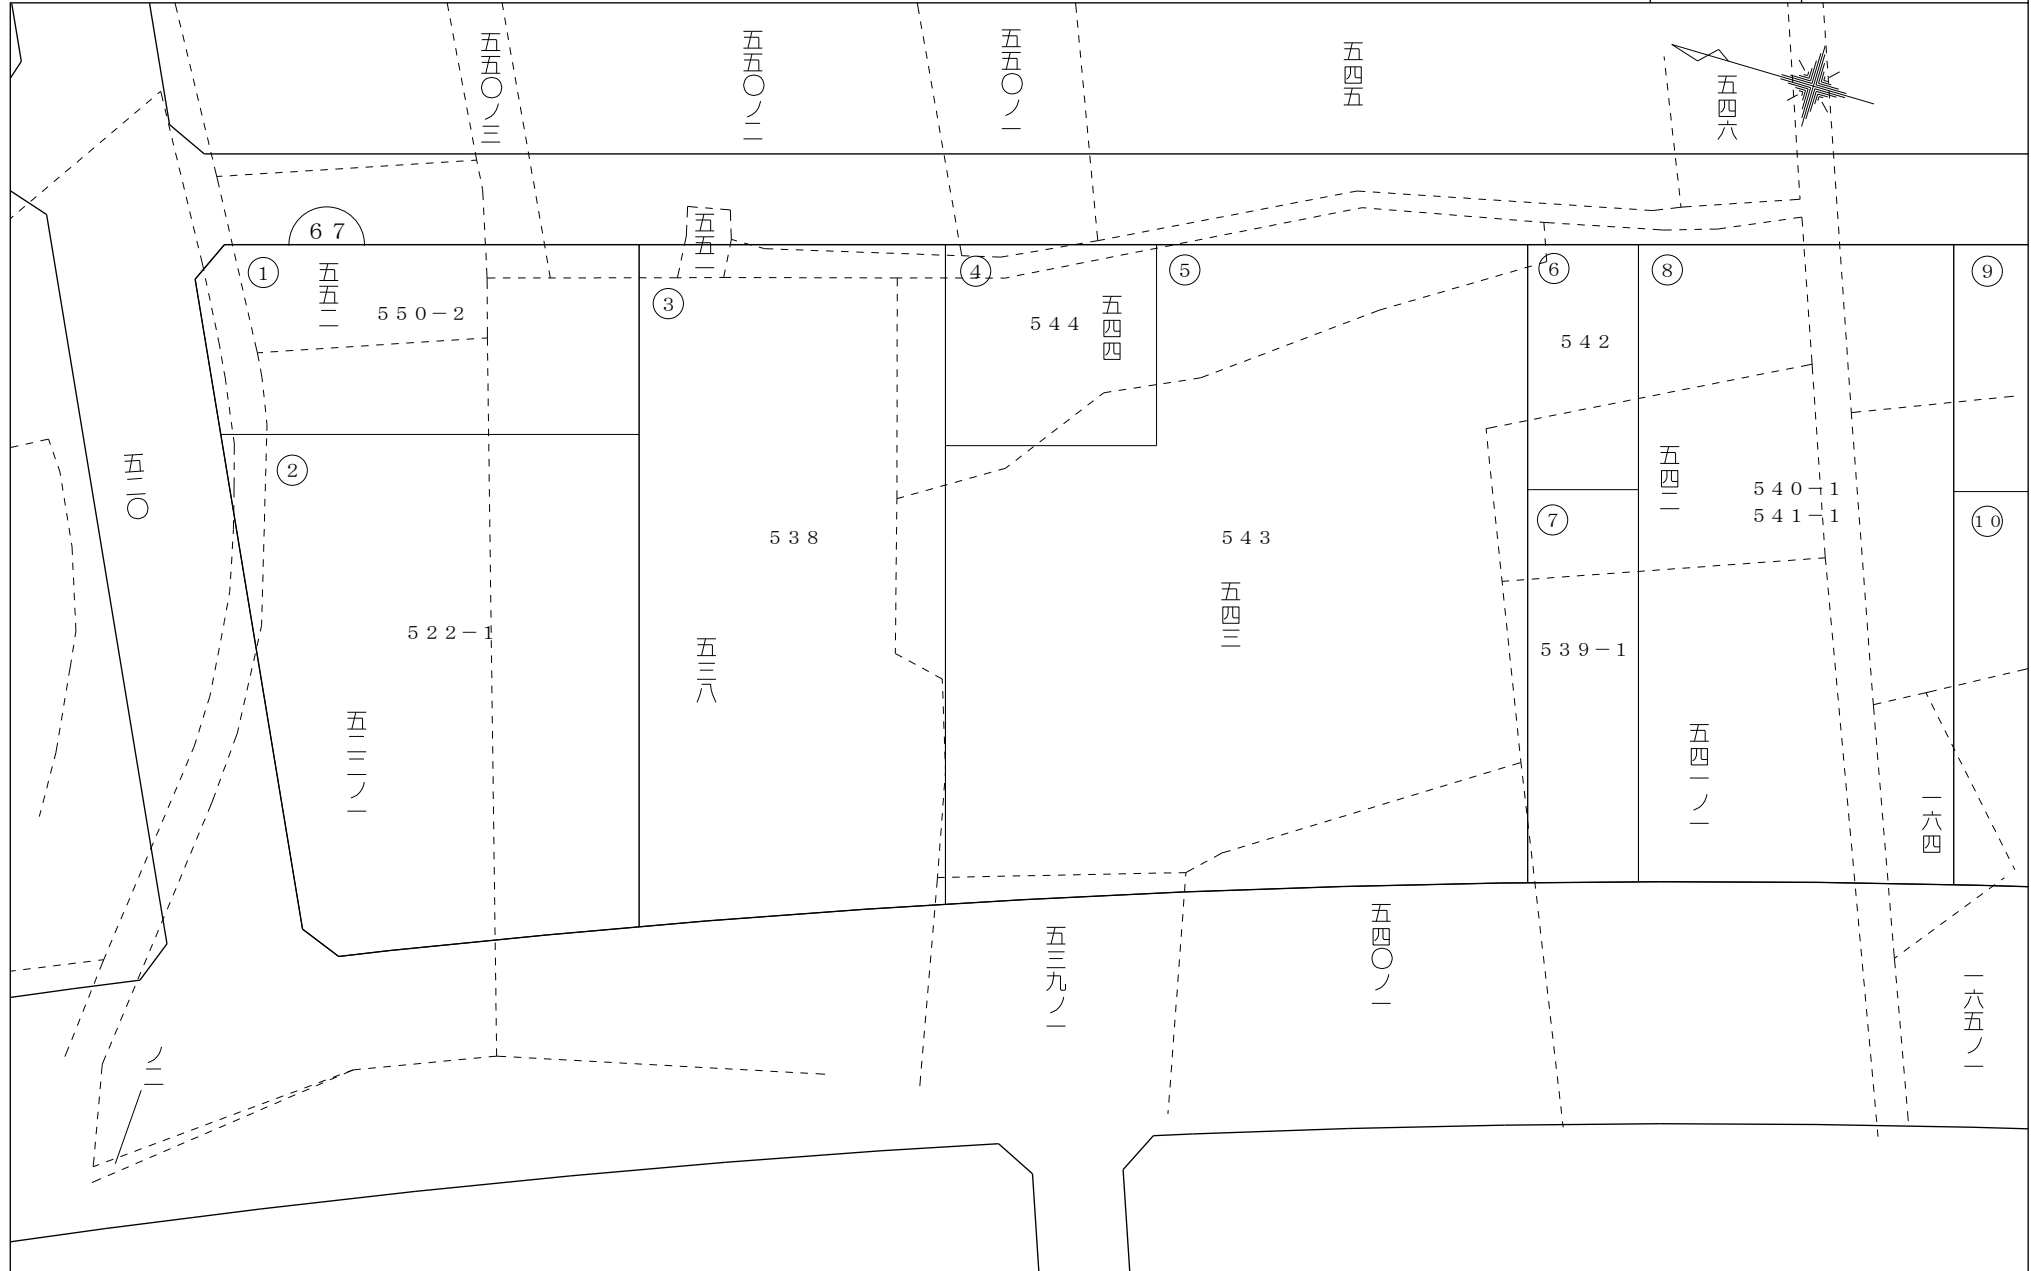 五五〇ノ三
五五〇ノ二
五五〇ノ一
五四五
五四六
６７
五五一
①
五五二
５５０－２
③
④
５４４
五四四
⑤
⑥
５４２
⑧
⑨
五二〇
②
５３８
５４３
⑦
五四二
５４０－１
５４１－１
⑩
５２２－１
五三八
五四三
５３９－１
五二二ノ一
五四一ノ一
一六四
五三九ノ一
五四〇ノ一
一六五ノ一
ノ二